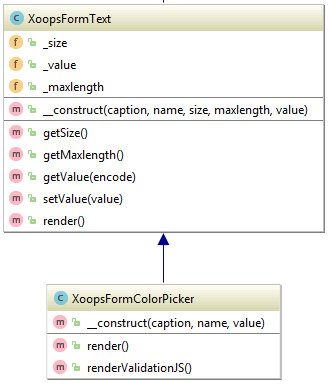 XoopsFormText
_size
_value
_maxlength
__construct(caption, name, size, maxlength, value)
getSize()
getMaxlength()
getValue(encode)
setValue(value)
render()
XoopsFormColorPicker
__construct(caption, name, value)
render()
renderValidationJS()